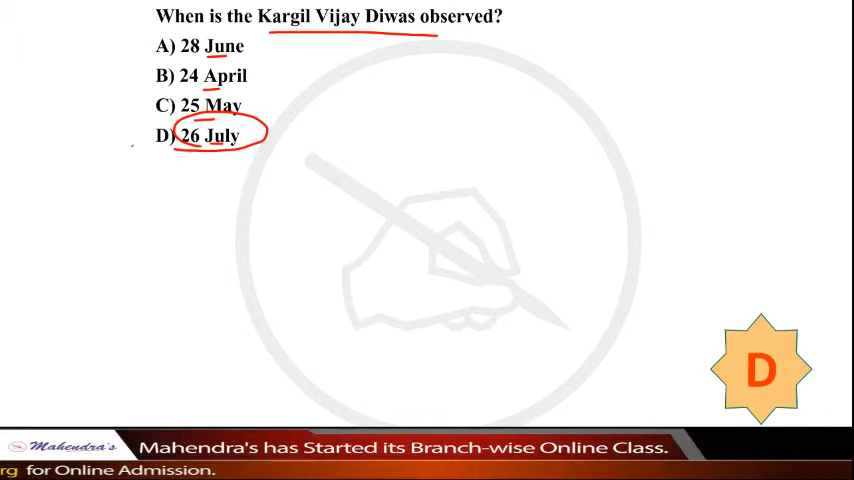 When is the Kargil Vijay Diwas observed?
A) 28 June
B) 24 April
C) 25 May
D) 26 July
D
Mahendra's
Mahendra's has Started its Branch-wise Online Class.
rg for Online Admission.